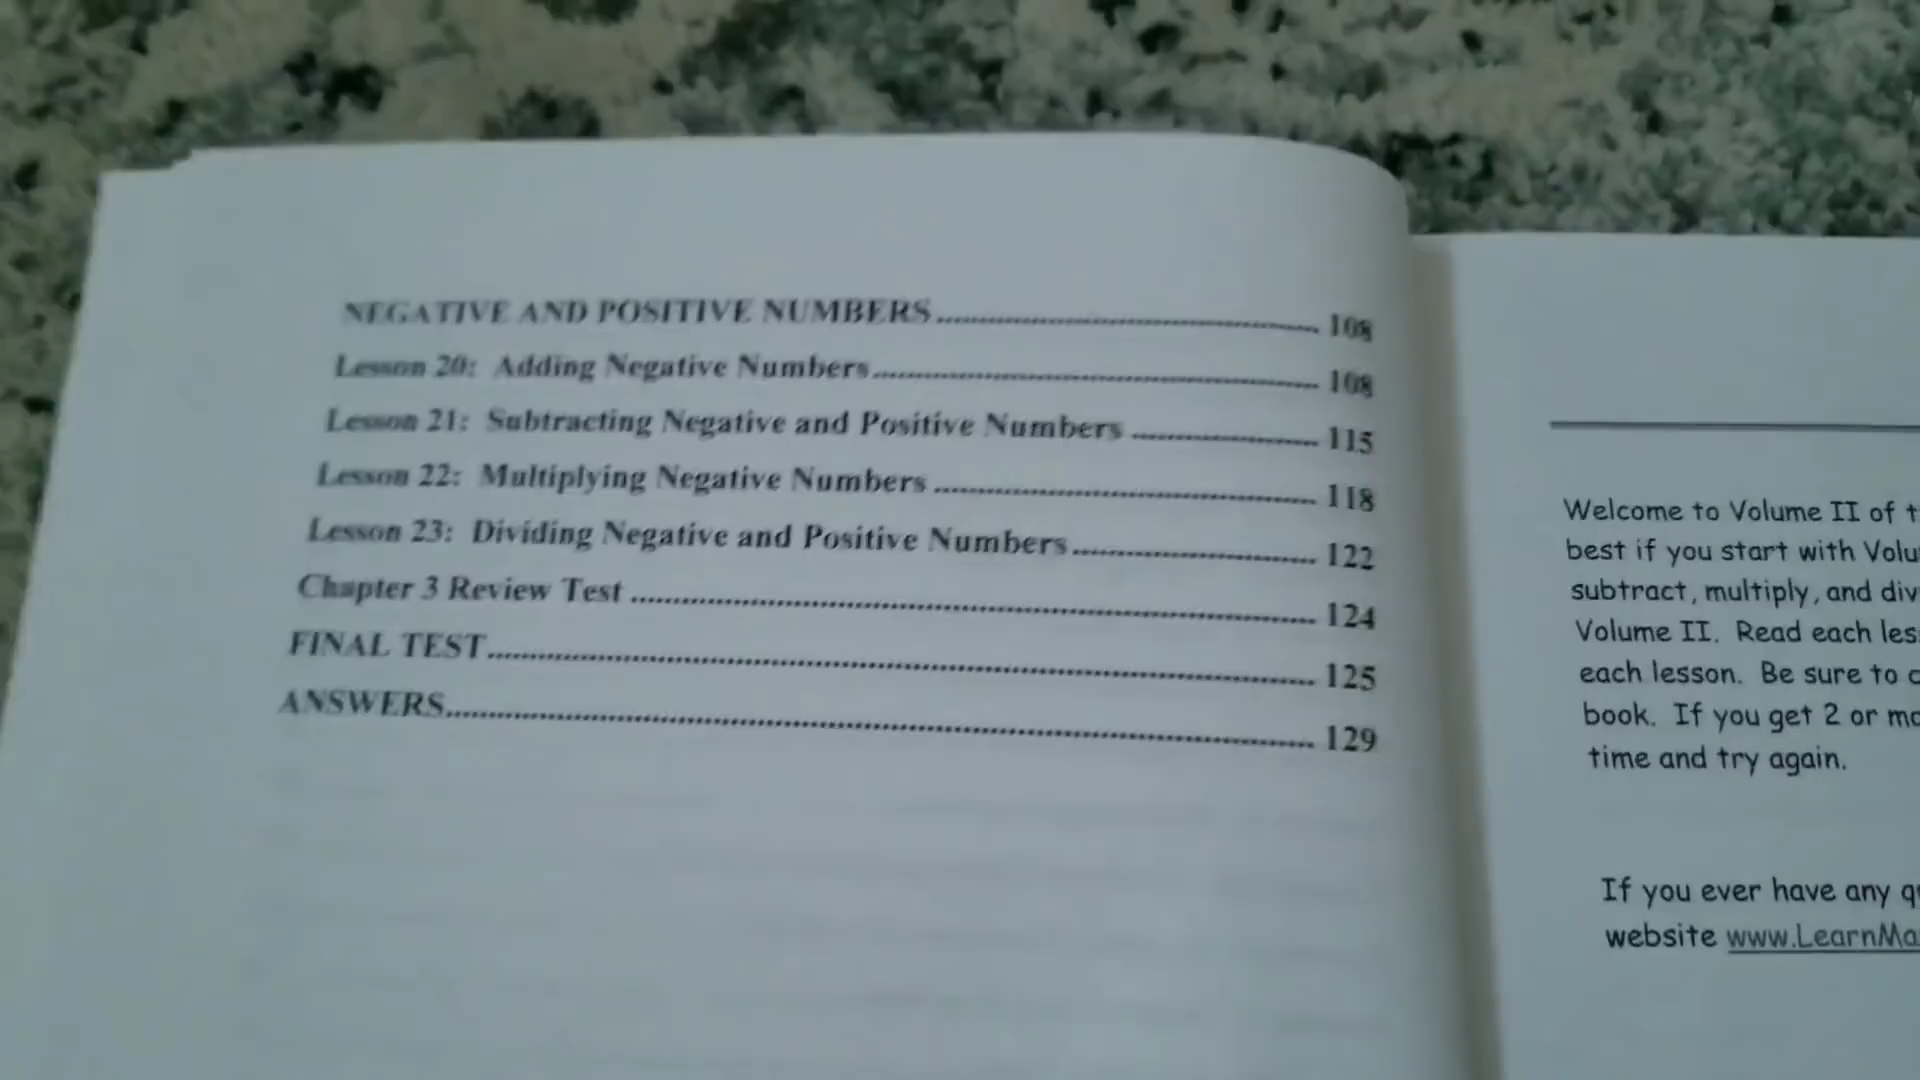 NEGATIVE AND POSITIVE NUMBERS........ 108
Lesson 20: Adding Negative Numbers........ 108
Lesson 21: Subtracting Negative and Positive Numbers........ 115
Lesson 22: Multiplying Negative Numbers........ 118
Lesson 23: Dividing Negative and Positive Numbers........ 122
Chapter 3 Review Test........ 124
FINAL TEST........ 125
ANSWERS........ 129
Welcome to Volume II of
best if you start with
subtract, multiply, and
Volume II. Read each
each lesson. Be sure to
book. If you get 2 or
time and try again.
If you ever have any
website